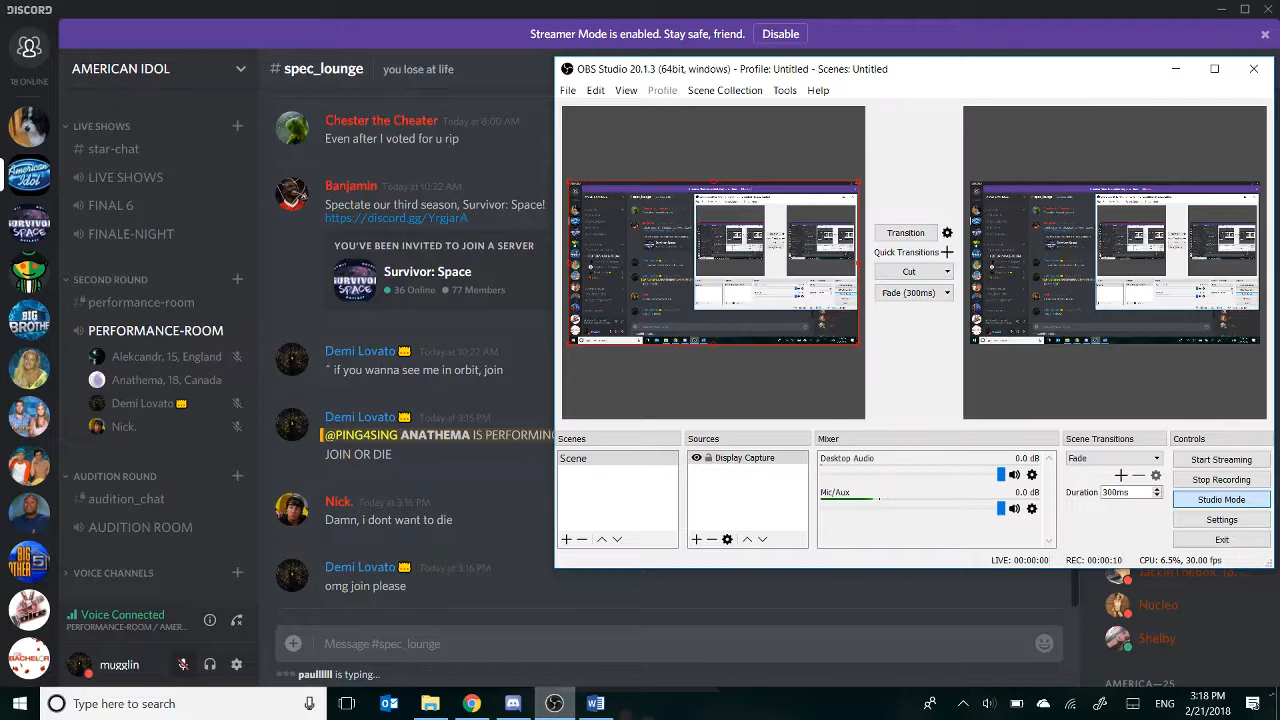 DISCORD
Streamer Mode is enabled. Stay safe, friend.
Disable
18 ONLINE
AMERICAN IDOL
LIVE SHOWS
# star-chat
LIVE SHOWS
FINAL 6
FINALE-NIGHT
SECOND ROUND
performance-room
PERFORMANCE-ROOM
Alekcandr, 15, England
Anathema, 18, Canada
Demi Lovato
Nick.
AUDITION ROUND
audition_chat
AUDITION ROOM
VOICE CHANNELS
Voice Connected
PERFORMANCE-ROOM / AMER...
mugglin
# spec_lounge
you lose at life
Chester the Cheater Today at 8:00 AM
Even after I voted for u rip
Banjamin Today at 10:22 AM
Spectate our third season, Survivor: Space!
https://discord.gg/YrgjarA
YOU'VE BEEN INVITED TO JOIN A SERVER
Survivor: Space
36 Online 77 Members
Demi Lovato Today at 10:22 AM
^ if you wanna see me in orbit, join
Demi Lovato Today at 3:15 PM
@PING4SING ANATHEMA IS PERFORMING
JOIN OR DIE
Nick. Today at 3:16 PM
Damn, i dont want to die
Demi Lovato Today at 3:16 PM
omg join please
Message #spec_lounge
paulllllll is typing...
OBS Studio 20.1.3 (64bit, windows) - Profile: Untitled - Scenes: Untitled
File Edit View Profile Scene Collection Tools Help
Transition
Quick Transitions
Cut
Fade (300ms)
Scenes
Scene
Sources
Display Capture
Mixer
Desktop Audio 0.0 dB
Mic/Aux 0.0 dB
Scene Transitions
Fade
Duration 300ms
Controls
Start Streaming
Stop Recording
Studio Mode
Settings
Exit
LIVE: 00:00:00 REC: 00:00:10 CPU: 6.5%, 30.00 fps
Nucleo
Shelby
AMERICA—25
Type here to search
ENG
3:18 PM
2/21/2018